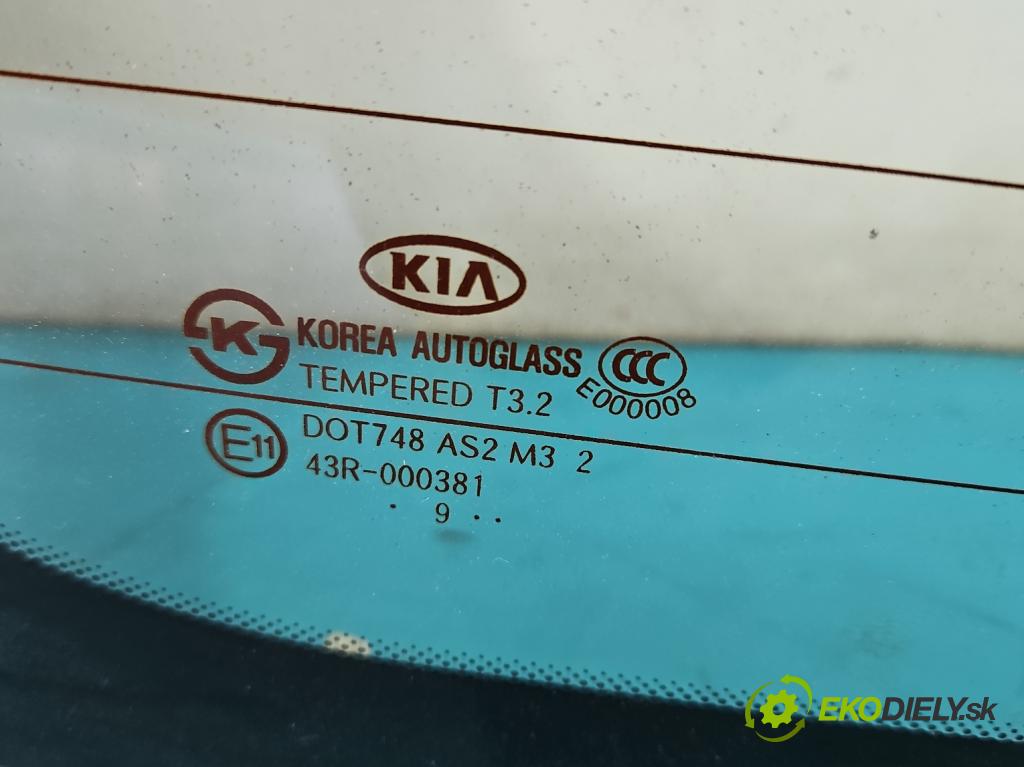 KIA
K KOREA AUTOGLASS CCC
TEMPERED T3.2 E000008
E11 DOT748 AS2 M3 2
43R-000381
. 9 . .
EKODIELY.sk